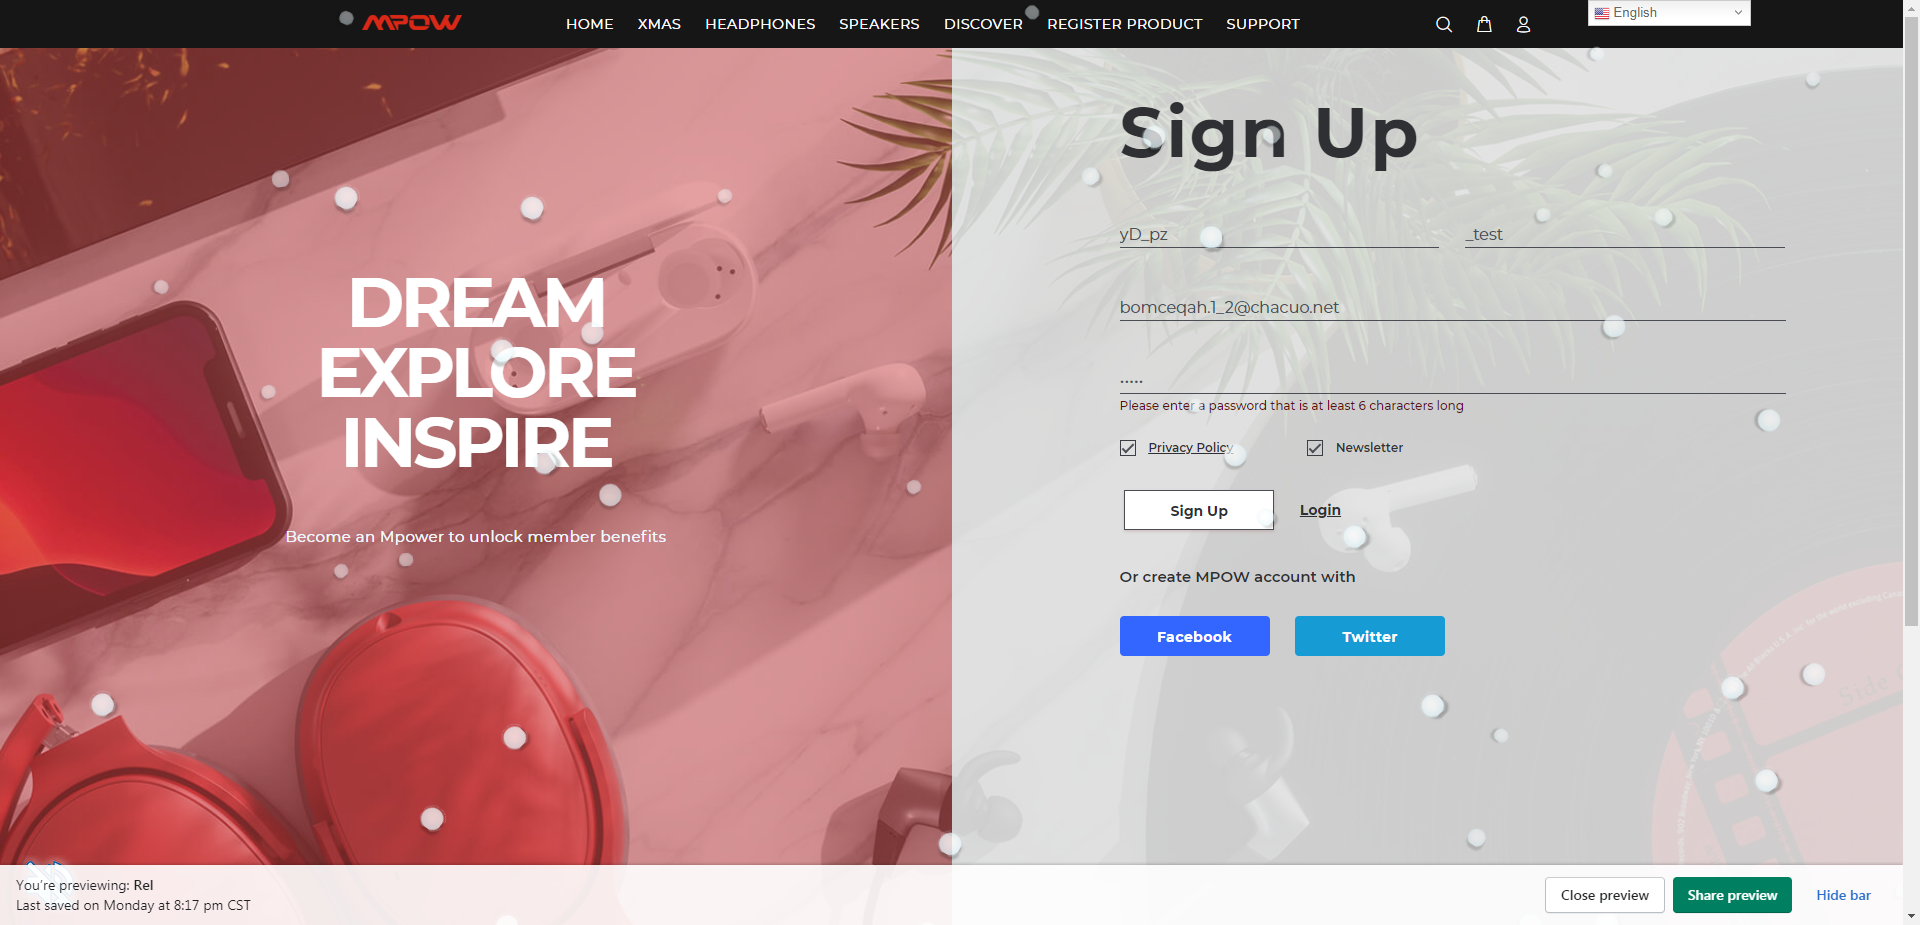 MPOW
HOME XMAS HEADPHONES SPEAKERS DISCOVER REGISTER PRODUCT SUPPORT
English
DREAM
EXPLORE
INSPIRE
Become an Mpower to unlock member benefits
Sign Up
yD_pz _test
bomceqah.1_2@chacuo.net
•••••
Please enter a password that is at least 6 characters long
Privacy Policy Newsletter
Sign Up Login
Or create MPOW account with
Facebook Twitter
Side
You're previewing: Rel
Last saved on Monday at 8:17 pm CST
Close preview Share preview Hide bar